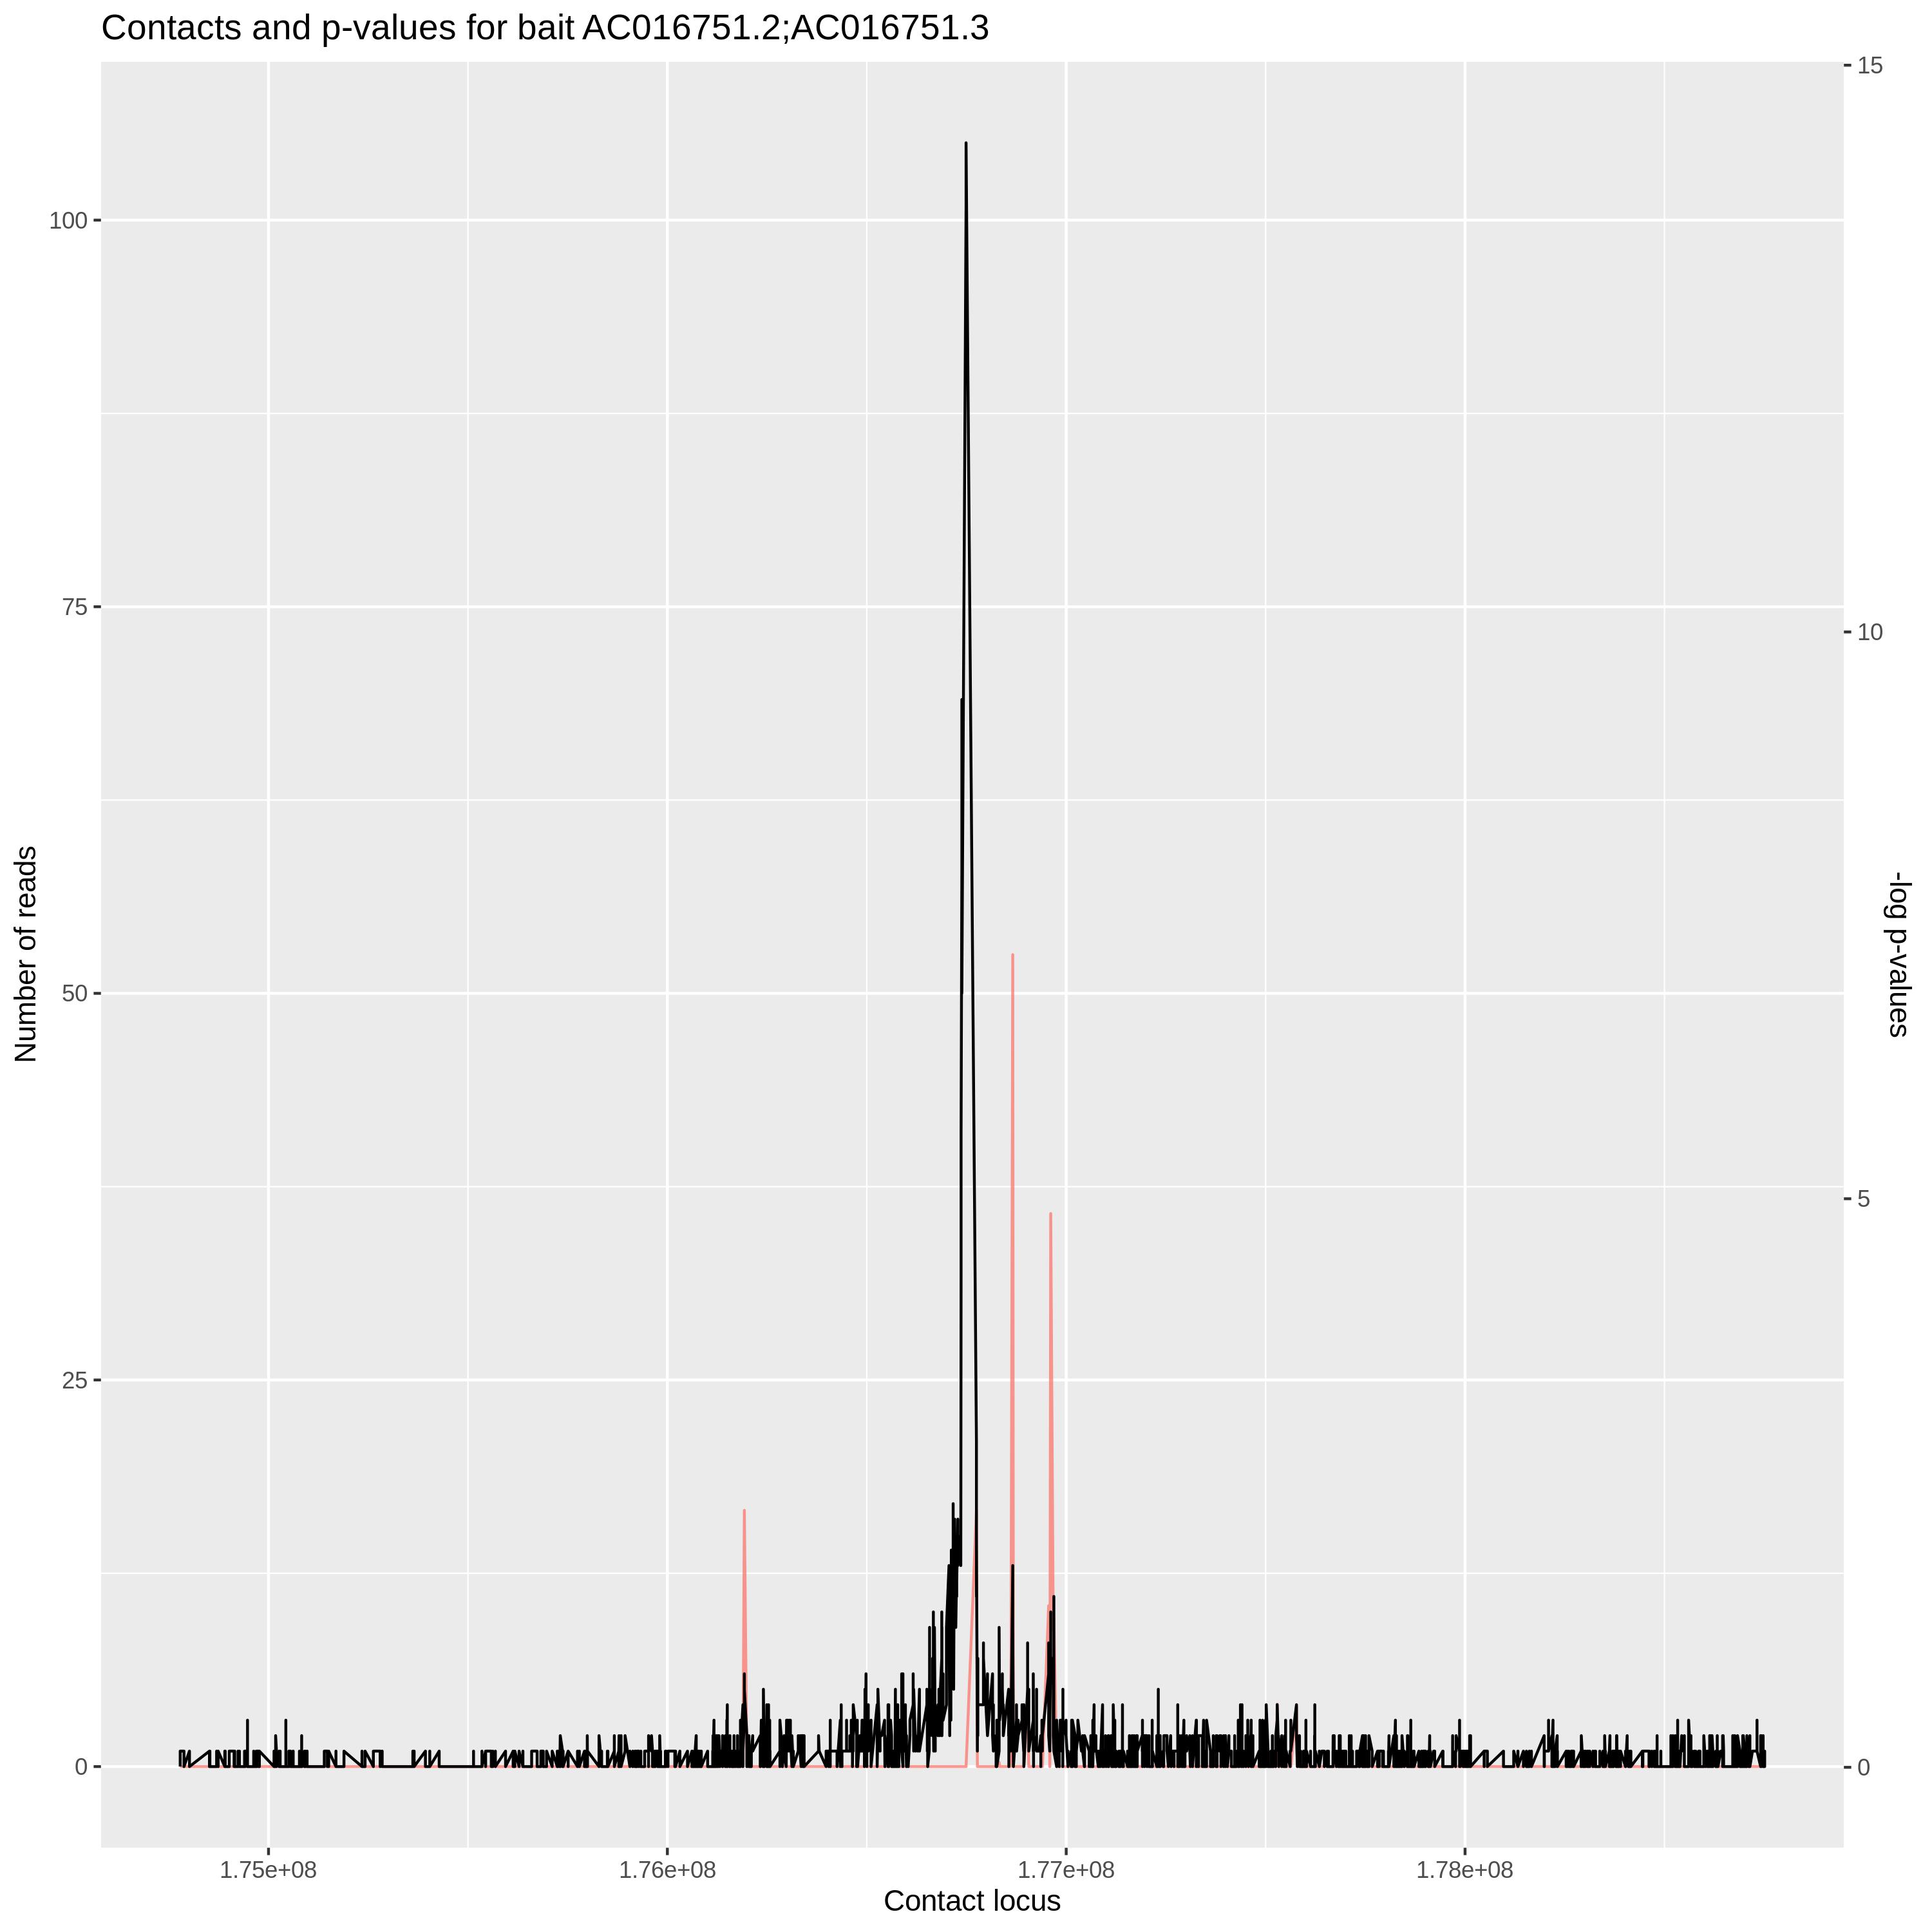 Contacts and p-values for bait AC016751.2;AC016751.3
15
100
75
10
Number of reads
-log p-values
50
5
25
0
0
1.75e+08
1.76e+08
1.77e+08
1.78e+08
Contact locus